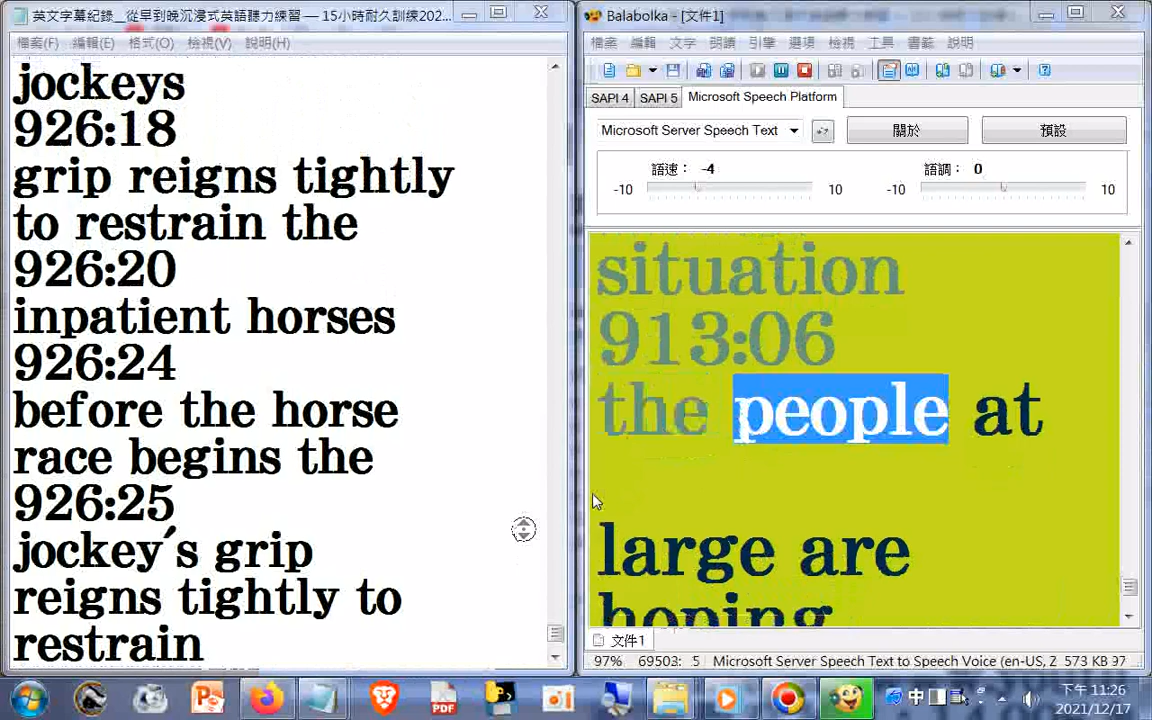 英文字幕紀錄__從早到晚沉浸式英語聽力練習 — 15小時耐久訓練202...
檔案(F) 編輯(E) 格式(O) 檢視(V) 說明(H)
jockeys
926:18
grip reigns tightly
to restrain the
926:20
inpatient horses
926:24
before the horse
race begins the
926:25
jockey´s grip
reigns tightly to
restrain
Balabolka - [文件1]
檔案 編輯 文字 朗讀 引擎 選項 檢視 工具 書籤 說明
SAPI 4 SAPI 5 Microsoft Speech Platform
Microsoft Server Speech Text 關於 預設
語速： -4 語調： 0
-10 10 -10 10
situation
913:06
the people at
large are
hoping
文件1
97% 69503: 5 Microsoft Server Speech Text to Speech Voice (en-US, 2 573 KB 97
PDF
中
下午 11:26
2021/12/17